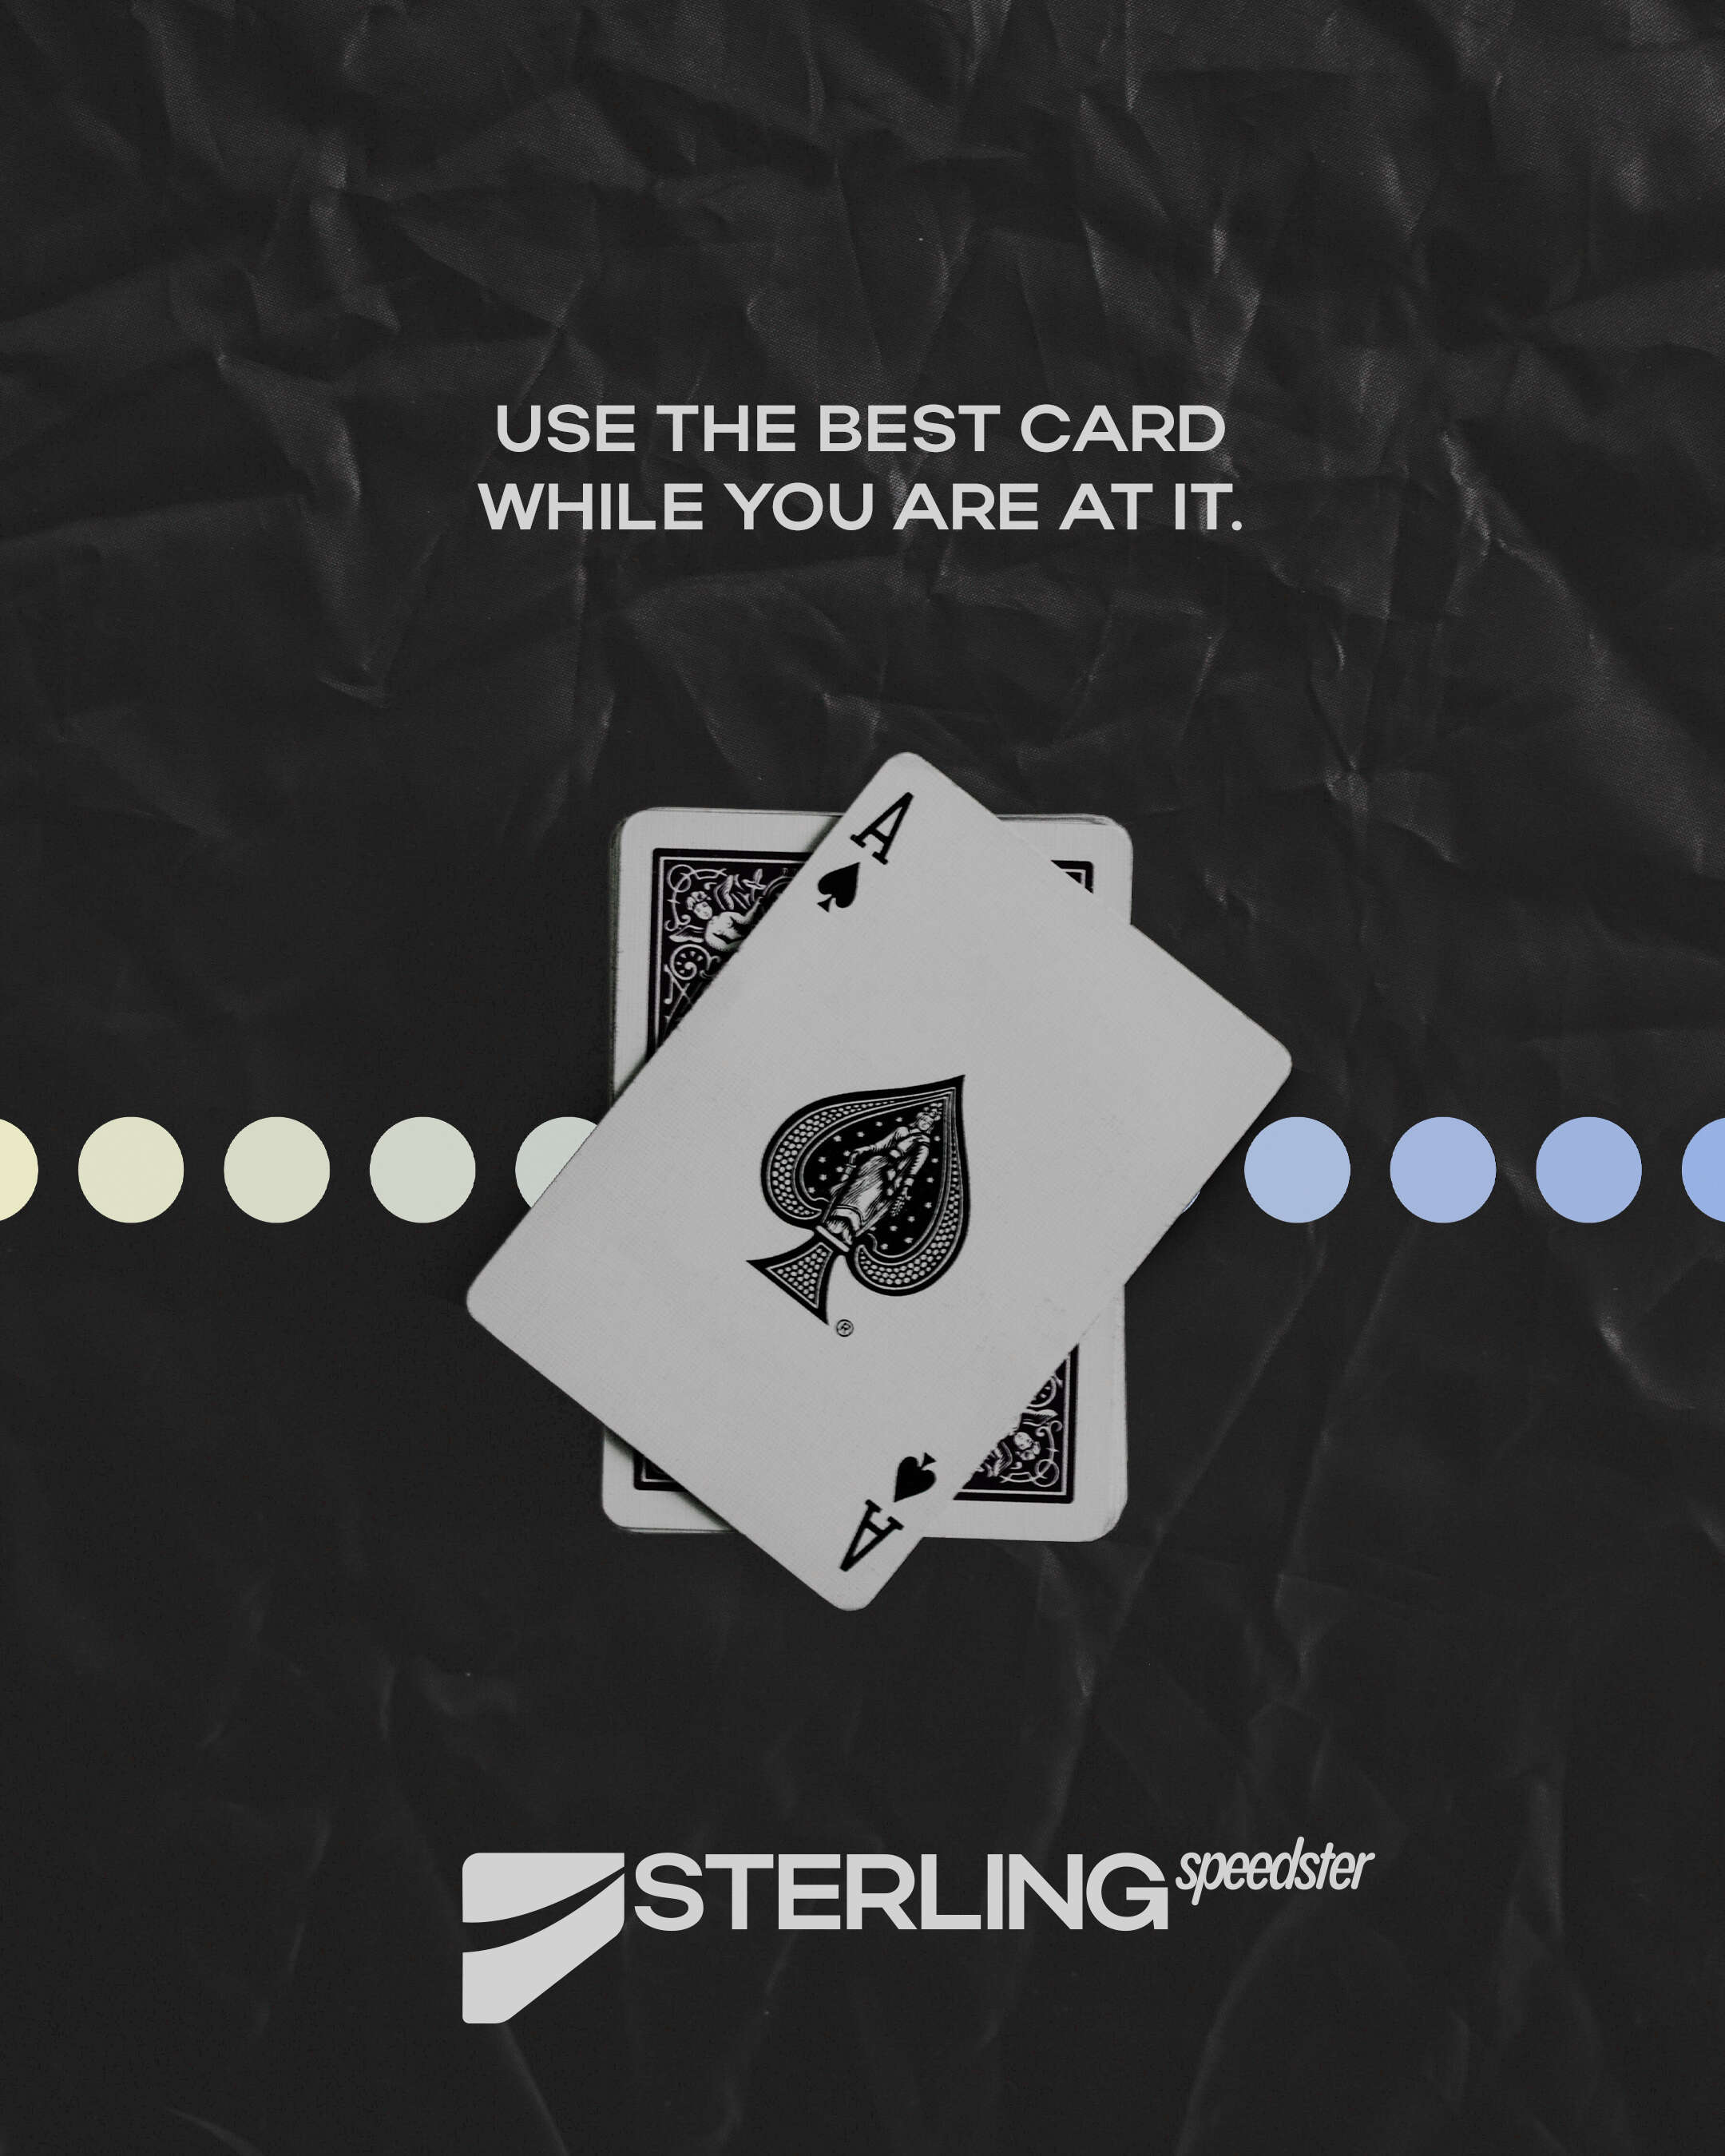 USE THE BEST CARD
WHILE YOU ARE AT IT.
A
®
A
STERLING speedster